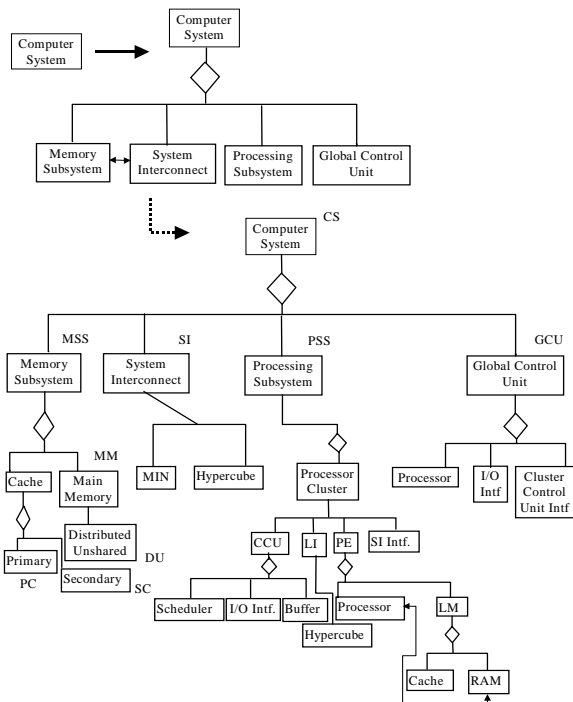 Computer
System
Computer
System
Memory
Subsystem
System
Interconnect
Processing
Subsystem
Global Control
Unit
CS
Computer
System
MSS
SI
PSS
GCU
Memory
Subsystem
System
Interconnect
Processing
Subsystem
Global Control
Unit
MM
Cache
Main
Memory
MIN
Hypercube
Processor
Cluster
Processor
I/O
Intf
Cluster
Control
Unit Intf
Primary
PC
Distributed
Unshared
DU
Secondary
SC
CCU
LI
PE
SI Intf.
Scheduler
I/O Intf.
Buffer
Hypercube
Processor
LM
Cache
RAM